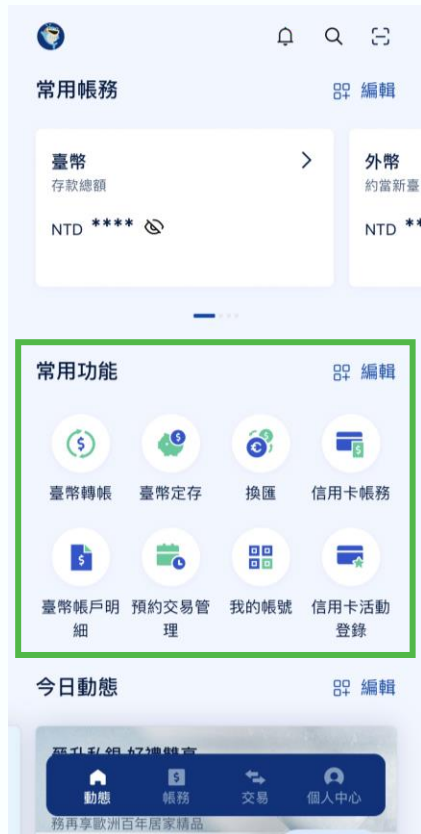 常用帳務
編輯
臺幣
存款總額
NTD ****
外幣
約當新臺
NTD **
常用功能
編輯
臺幣轉帳
臺幣定存
換匯
信用卡帳務
臺幣帳戶明
細
預約交易管
理
我的帳號
信用卡活動
登錄
今日動態
編輯
動態
帳務
交易
個人中心
務再享歐洲百年居家精品